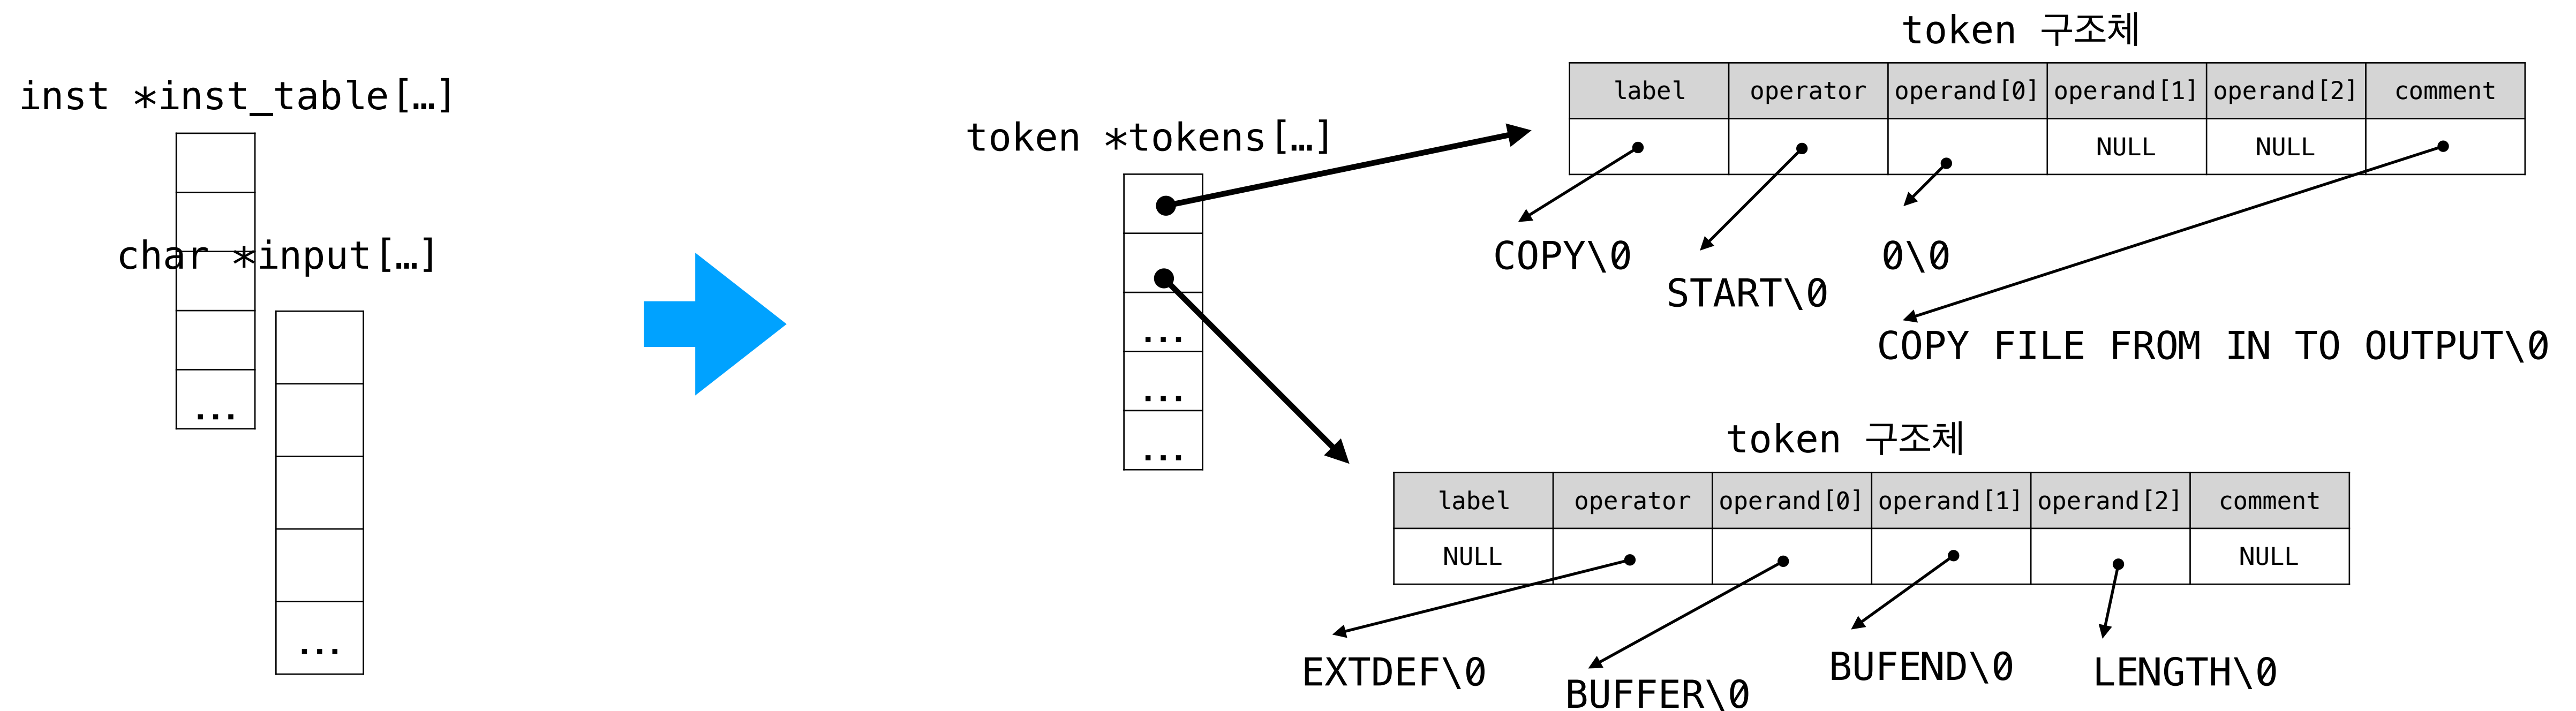 inst *inst_table[…]
...
char *input[…]
...
token *tokens[…]
...
...
...
token 구조체
label operator operand[0] operand[1] operand[2] comment
NULL NULL
COPY\0
START\0
0\0
COPY FILE FROM IN TO OUTPUT\0
token 구조체
label operator operand[0] operand[1] operand[2] comment
NULL NULL
EXTDEF\0
BUFFER\0
BUFEND\0
LENGTH\0